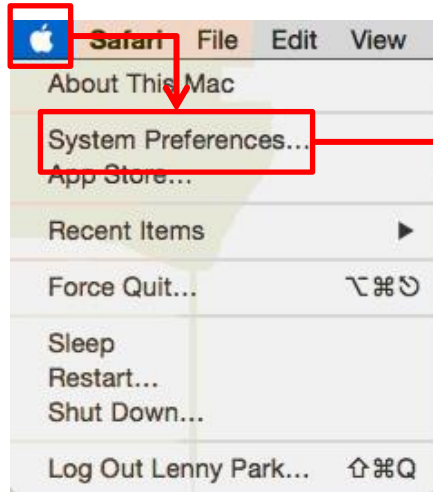 Safari File Edit View
About This Mac
System Preferences...
App Store...
Recent Items ▶
Force Quit... ⌥⌘⎋
Sleep
Restart...
Shut Down...
Log Out Lenny Park... ⇧⌘Q